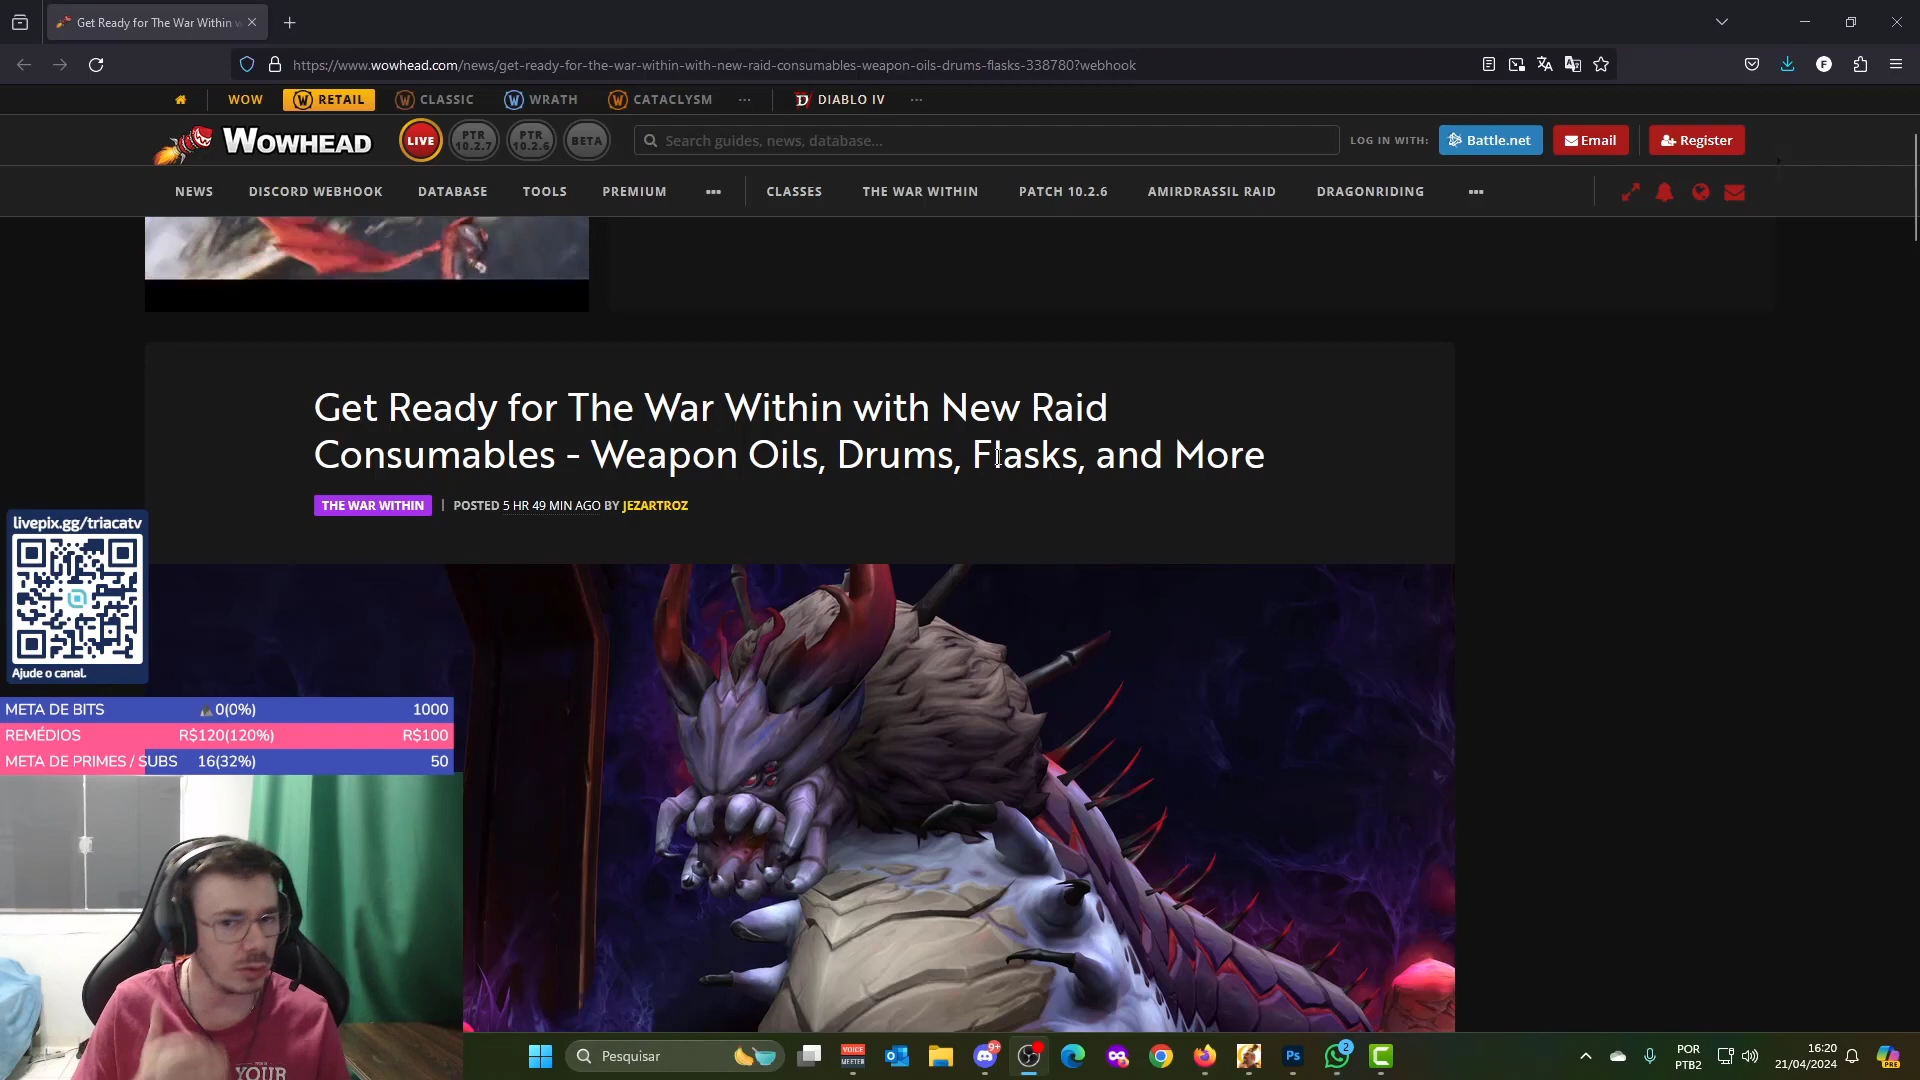 Get Ready for The War Within w
https://www.wowhead.com/news/get-ready-for-the-war-within-with-new-raid-consumables-weapon-oils-drums-flasks-338780?webhook
WOW
RETAIL
CLASSIC
WRATH
CATACLYSM
DIABLO IV
WOWHEAD
LIVE
PTR
10.2.7
PTR
10.2.6
BETA
Search guides, news, database...
LOG IN WITH:
Battle.net
Email
Register
NEWS
DISCORD WEBHOOK
DATABASE
TOOLS
PREMIUM
CLASSES
THE WAR WITHIN
PATCH 10.2.6
AMIRDRASSIL RAID
DRAGONRIDING
Get Ready for The War Within with New Raid
Consumables - Weapon Oils, Drums, Flasks, and More
THE WAR WITHIN | POSTED 5 HR 49 MIN AGO BY JEZARTROZ
livepix.gg/triacatv
Ajude o canal.
META DE BITS 0(0%) 1000
REMÉDIOS R$120(120%) R$100
META DE PRIMES / SUBS 16(32%) 50
YOUR
Pesquisar
VOICE
MEETER
9+
Ps
2
POR
PTB2
16:20
21/04/2024
PRE